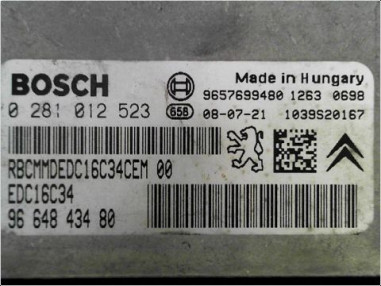 BOSCH
Made in Hungary
9657699480 1263 0698
0 281 012 523
658
08-07-21 1039S20167
RBCMMDEDC16C34CEM 00
EDC16C34
96 648 434 80